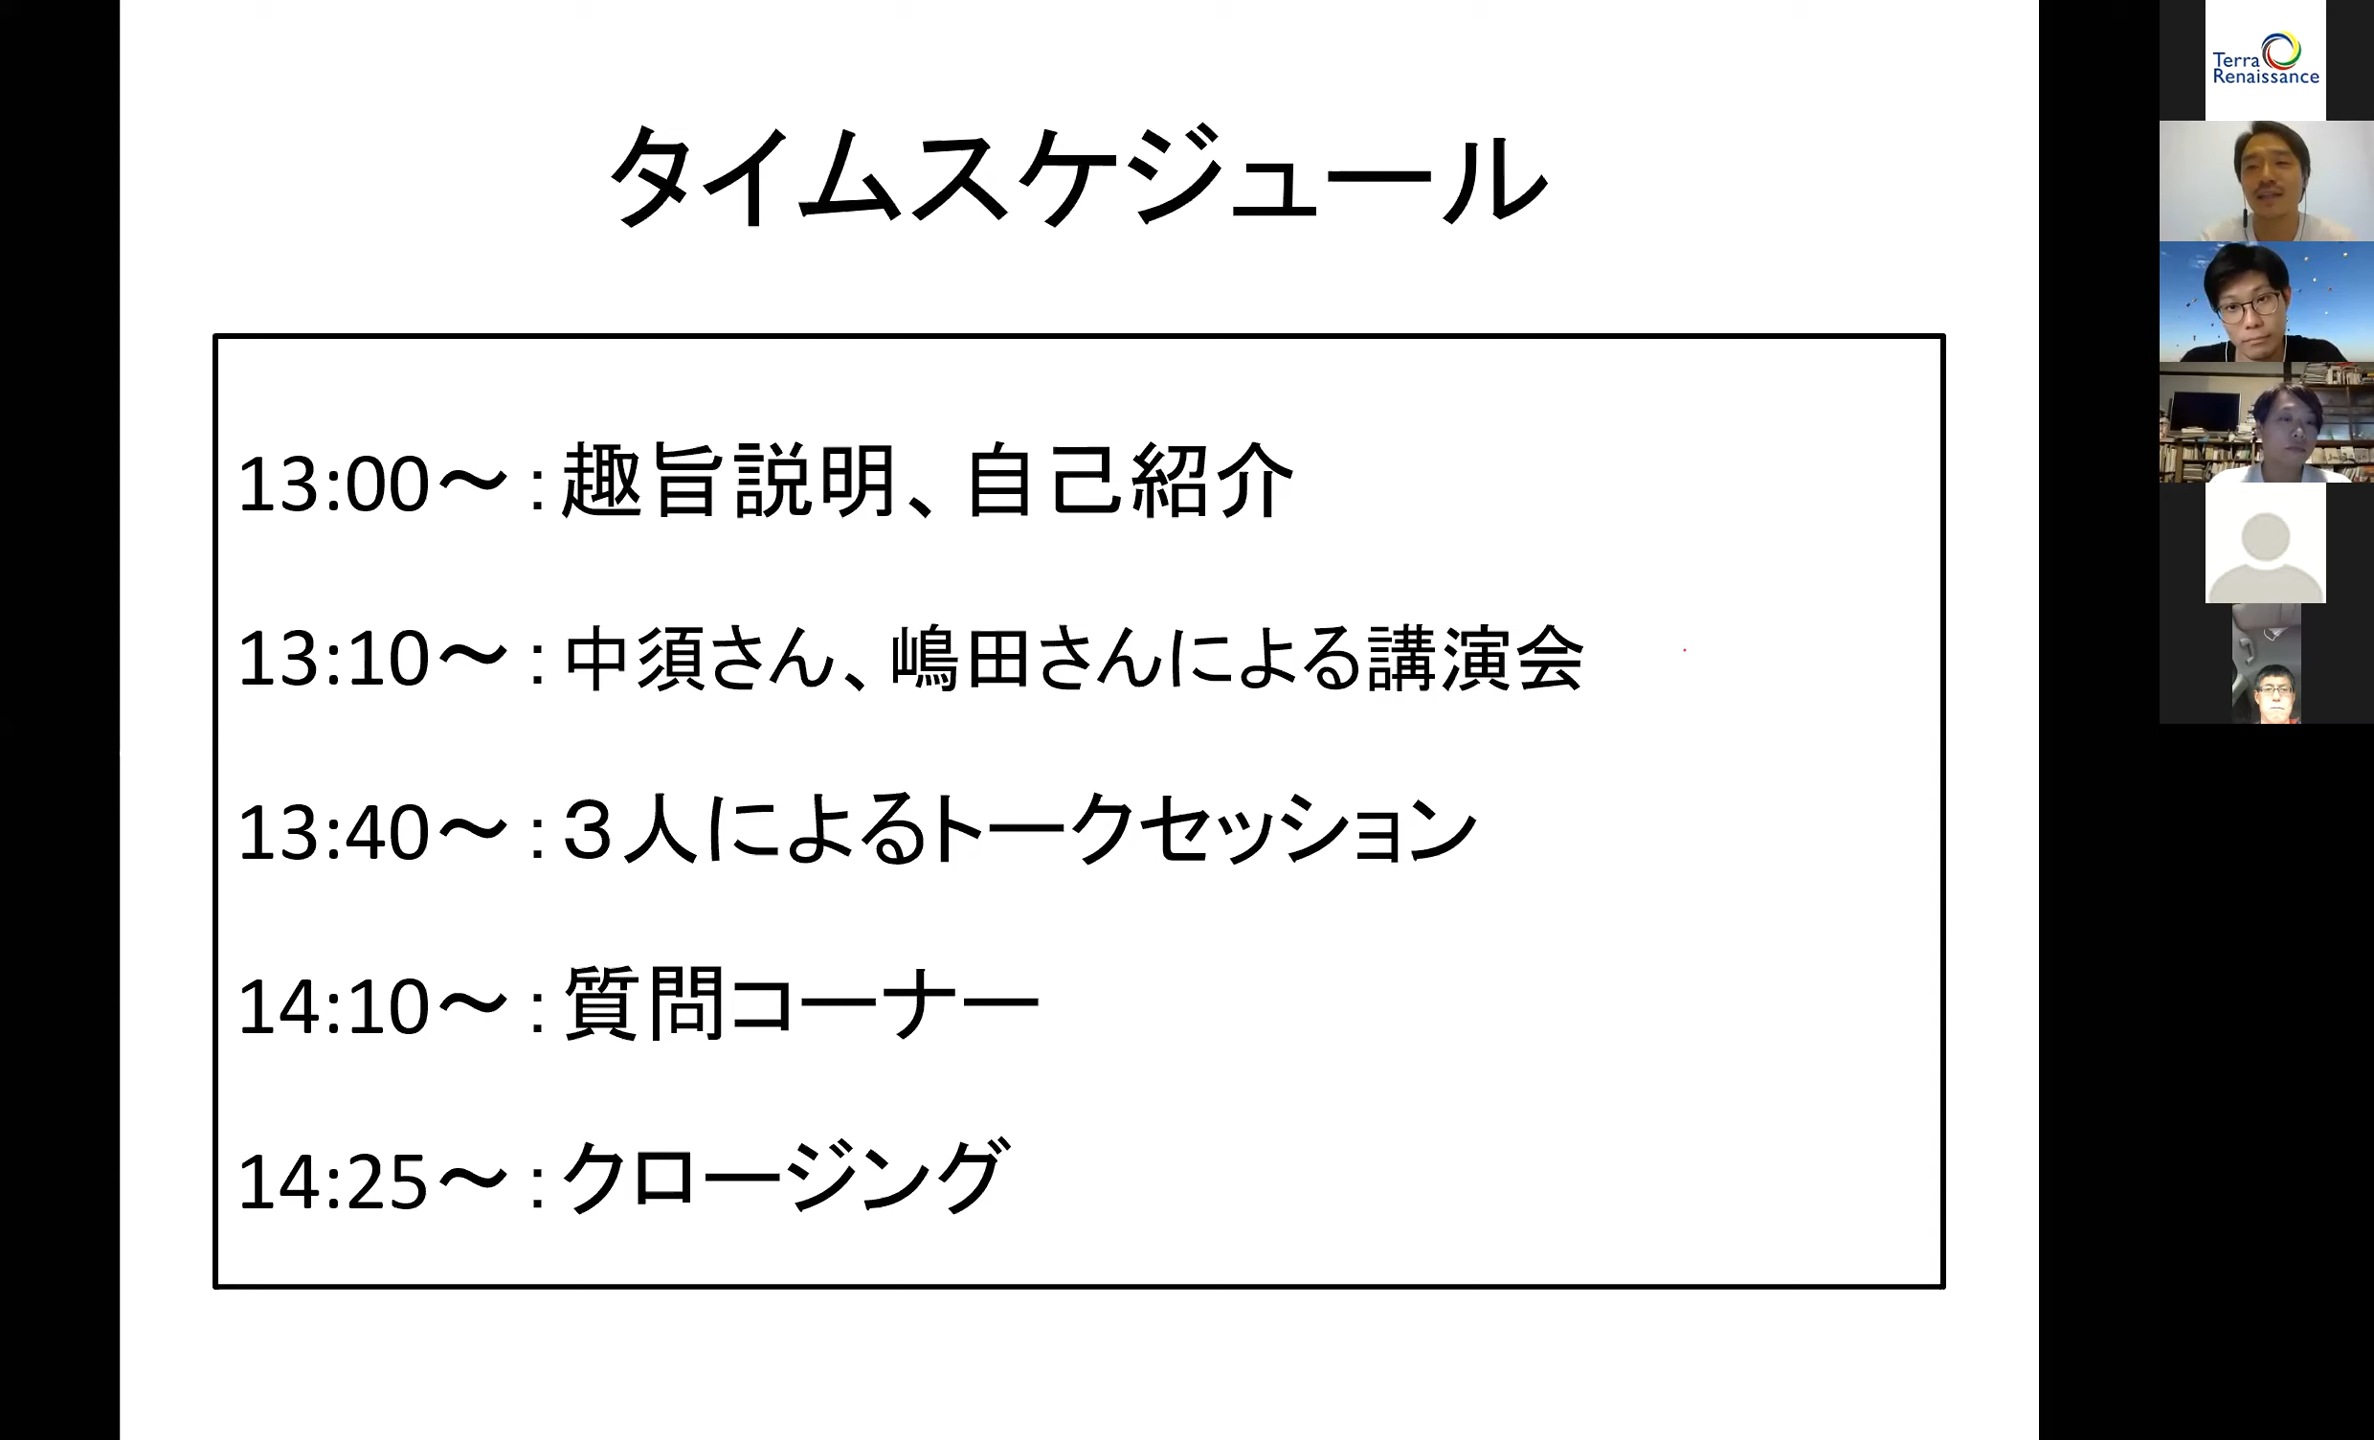 タイムスケジュール
13:00～：趣旨説明、自己紹介
13:10～：中須さん、嶋田さんによる講演会
13:40～：３人によるトークセッション
14:10～：質問コーナー
14:25～：クロージング
Terra
Renaissance